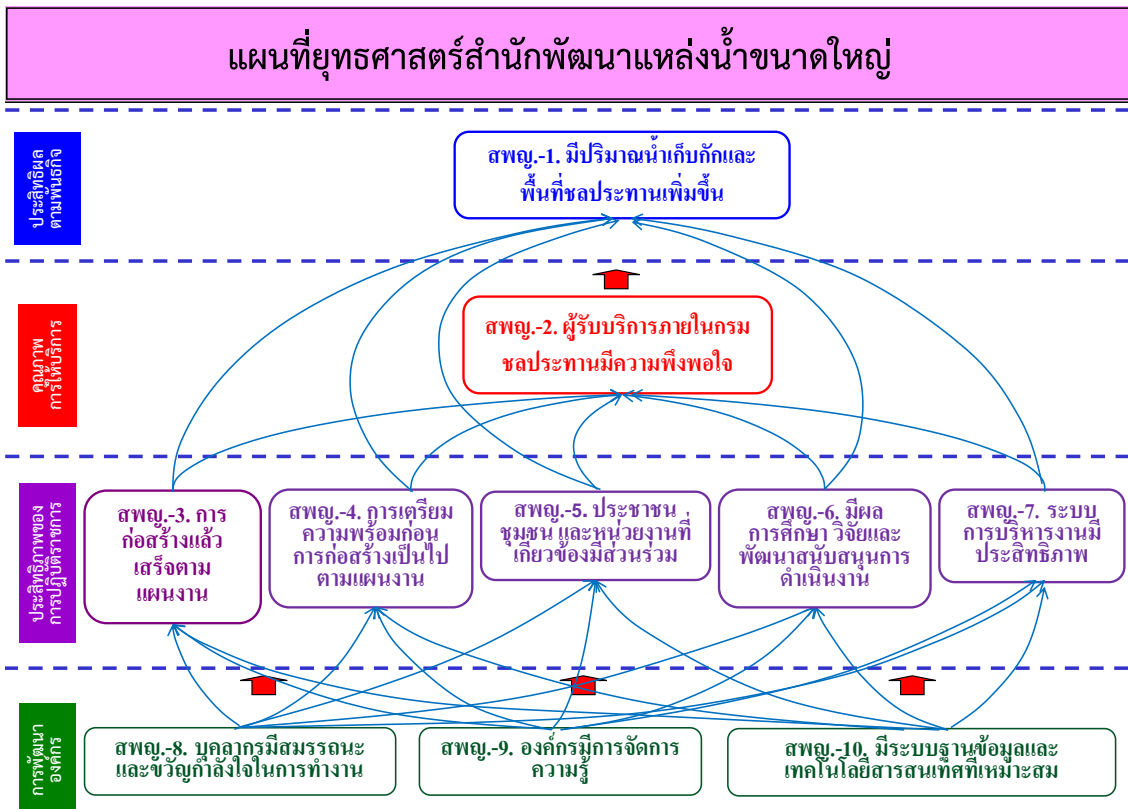 แผนที่ยุทธศาสตร์สำนักพัฒนาแหล่งน้ำขนาดใหญ่
ประสิทธิผล
ตามพันธกิจ
สพญ.-1. มีปริมาณน้ำเก็บกักและ
พื้นที่ชลประทานเพิ่มขึ้น
คุณภาพ
การให้บริการ
สพญ.-2. ผู้รับบริการภายในกรม
ชลประทานมีความพึงพอใจ
ประสิทธิภาพของ
การปฏิบัติราชการ
สพญ.-3. การ
ก่อสร้างแล้ว
เสร็จตาม
แผนงาน
สพญ.-4. การเตรียม
ความพร้อมก่อน
การก่อสร้างเป็นไป
ตามแผนงาน
สพญ.-5. ประชาชน
ชุมชน และหน่วยงานที่
เกี่ยวข้องมีส่วนร่วม
สพญ.-6. มีผล
การศึกษา วิจัยและ
พัฒนาสนับสนุนการ
ดำเนินงาน
สพญ.-7. ระบบ
การบริหารงานมี
ประสิทธิภาพ
การพัฒนา
องค์กร
สพญ.-8. บุคลากรมีสมรรถนะ
และขวัญกำลังใจในการทำงาน
สพญ.-9. องค์กรมีการจัดการ
ความรู้
สพญ.-10. มีระบบฐานข้อมูลและ
เทคโนโลยีสารสนเทศที่เหมาะสม